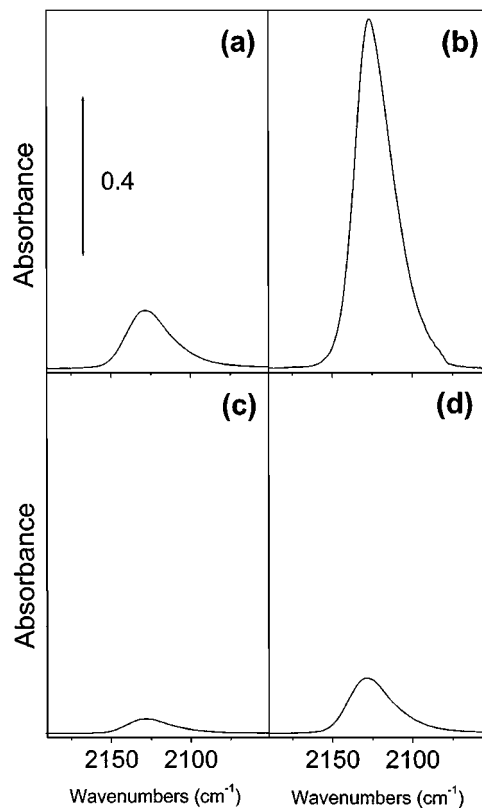 (a)
(b)
0.4
Absorbance
(c)
(d)
Absorbance
2150 2100
2150 2100
Wavenumbers (cm⁻¹)
Wavenumbers (cm⁻¹)